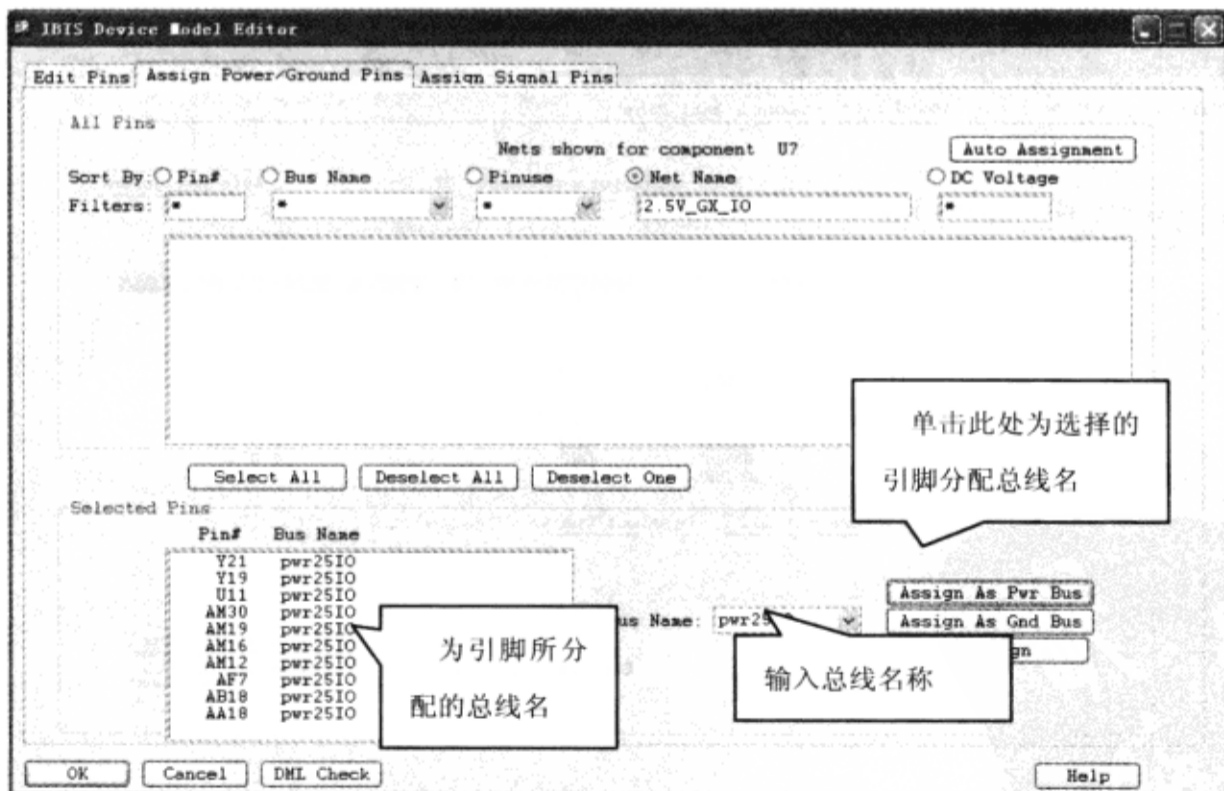 IBIS Device Model Editor
Edit Pins Assign Power/Ground Pins Assign Signal Pins
All Pins
Nets shown for component U7 Auto Assignment
Sort By: Pin# Bus Name Pinuse Net Name DC Voltage
Filters: * * * 2.5V_GX_IO *
单击此处为选择的
引脚分配总线名
Select All Deselect All Deselect One
Selected Pins
Pin# Bus Name
Y21 pwr25IO
Y19 pwr25IO
U11 pwr25IO
AM30 pwr25IO
AM19 pwr25IO
AM16 pwr25IO
AM12 pwr25IO
AF7 pwr25IO
AB18 pwr25IO
AA18 pwr25IO
为引脚所分
配的总线名
Name:
Assign As Pwr Bus
Assign As Gnd Bus
输入总线名称
OK Cancel DML Check Help